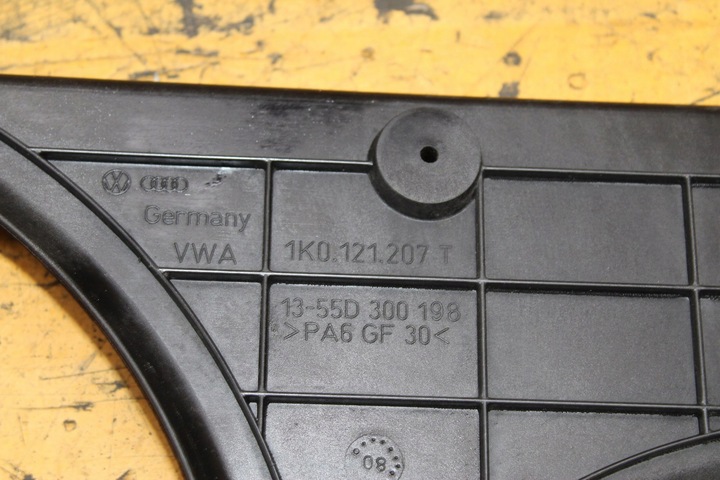 Germany
VWA
1K0.121.207 T
13-55D 300 198
>PA6 GF 30<
08